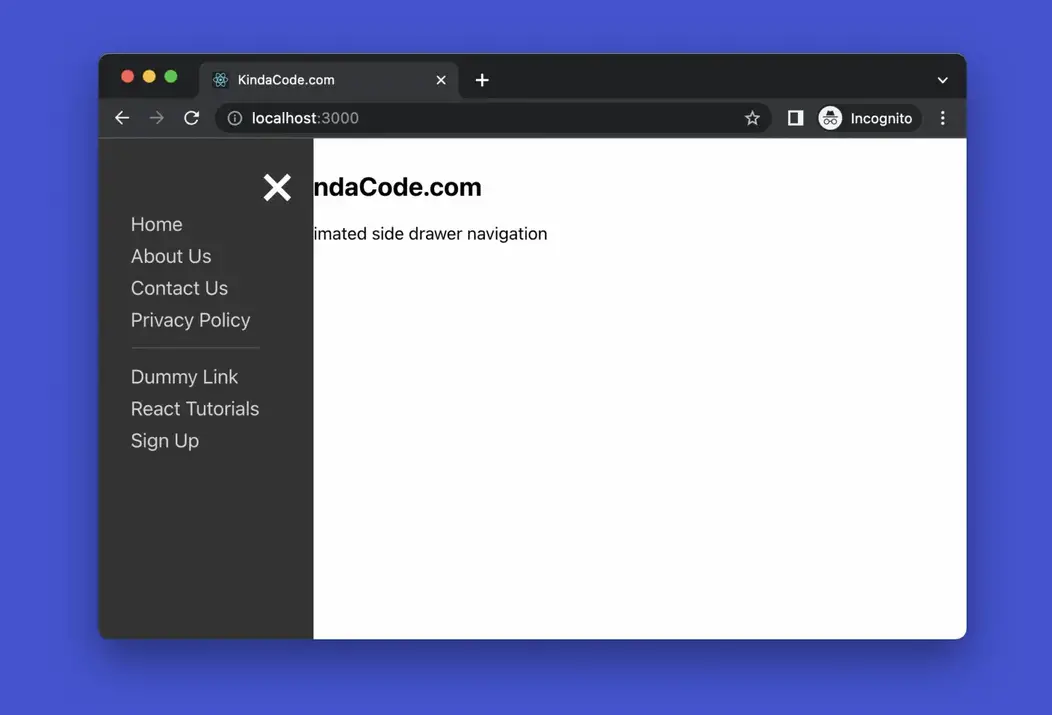 KindaCode.com
localhost:3000
Incognito
ndaCode.com
imated side drawer navigation
Home
About Us
Contact Us
Privacy Policy
Dummy Link
React Tutorials
Sign Up